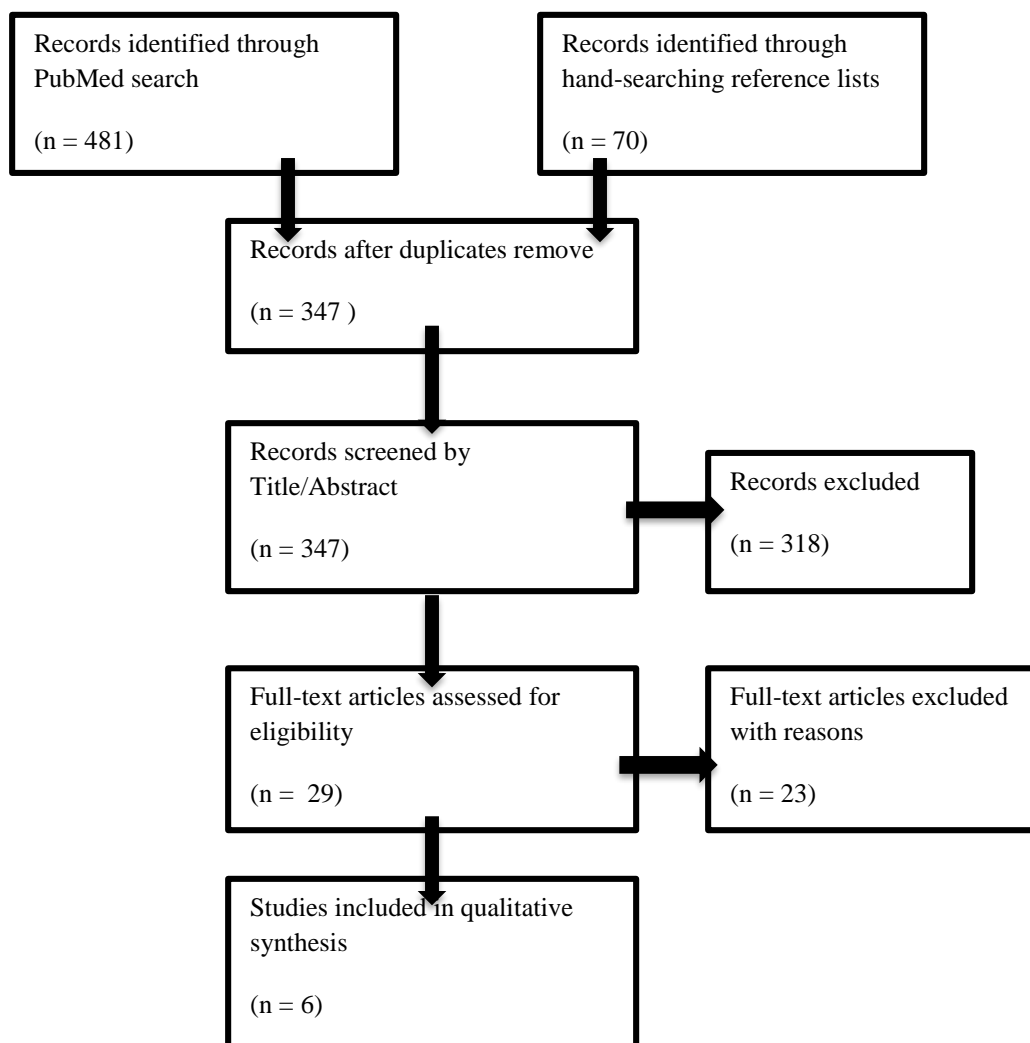 Records identified through
PubMed search
(n = 481)
Records identified through
hand-searching reference lists
(n = 70)
Records after duplicates remove
(n = 347 )
Records screened by
Title/Abstract
(n = 347)
Records excluded
(n = 318)
Full-text articles assessed for
eligibility
(n =  29)
Full-text articles excluded
with reasons
(n = 23)
Studies included in qualitative
synthesis
(n = 6)